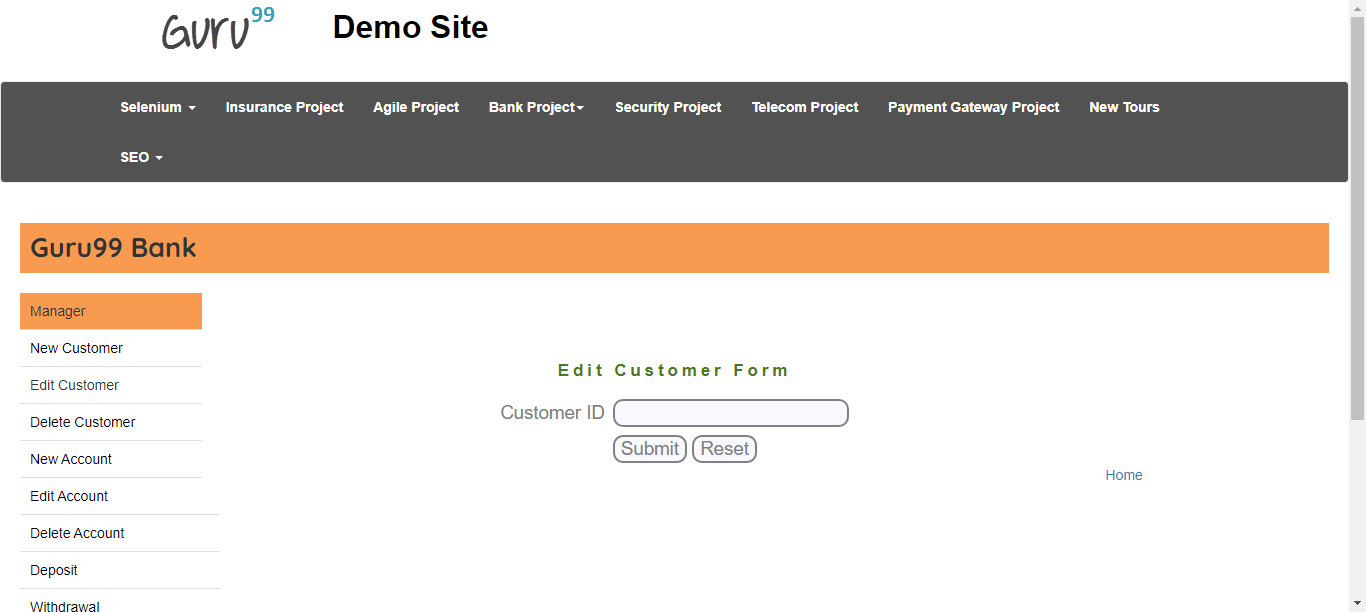 Guru99 Demo Site
Selenium Insurance Project Agile Project Bank Project Security Project Telecom Project Payment Gateway Project New Tours
SEO
Guru99 Bank
Manager
New Customer
Edit Customer
Delete Customer
New Account
Edit Account
Delete Account
Deposit
Withdrawal
Edit Customer Form
Customer ID
Submit Reset
Home